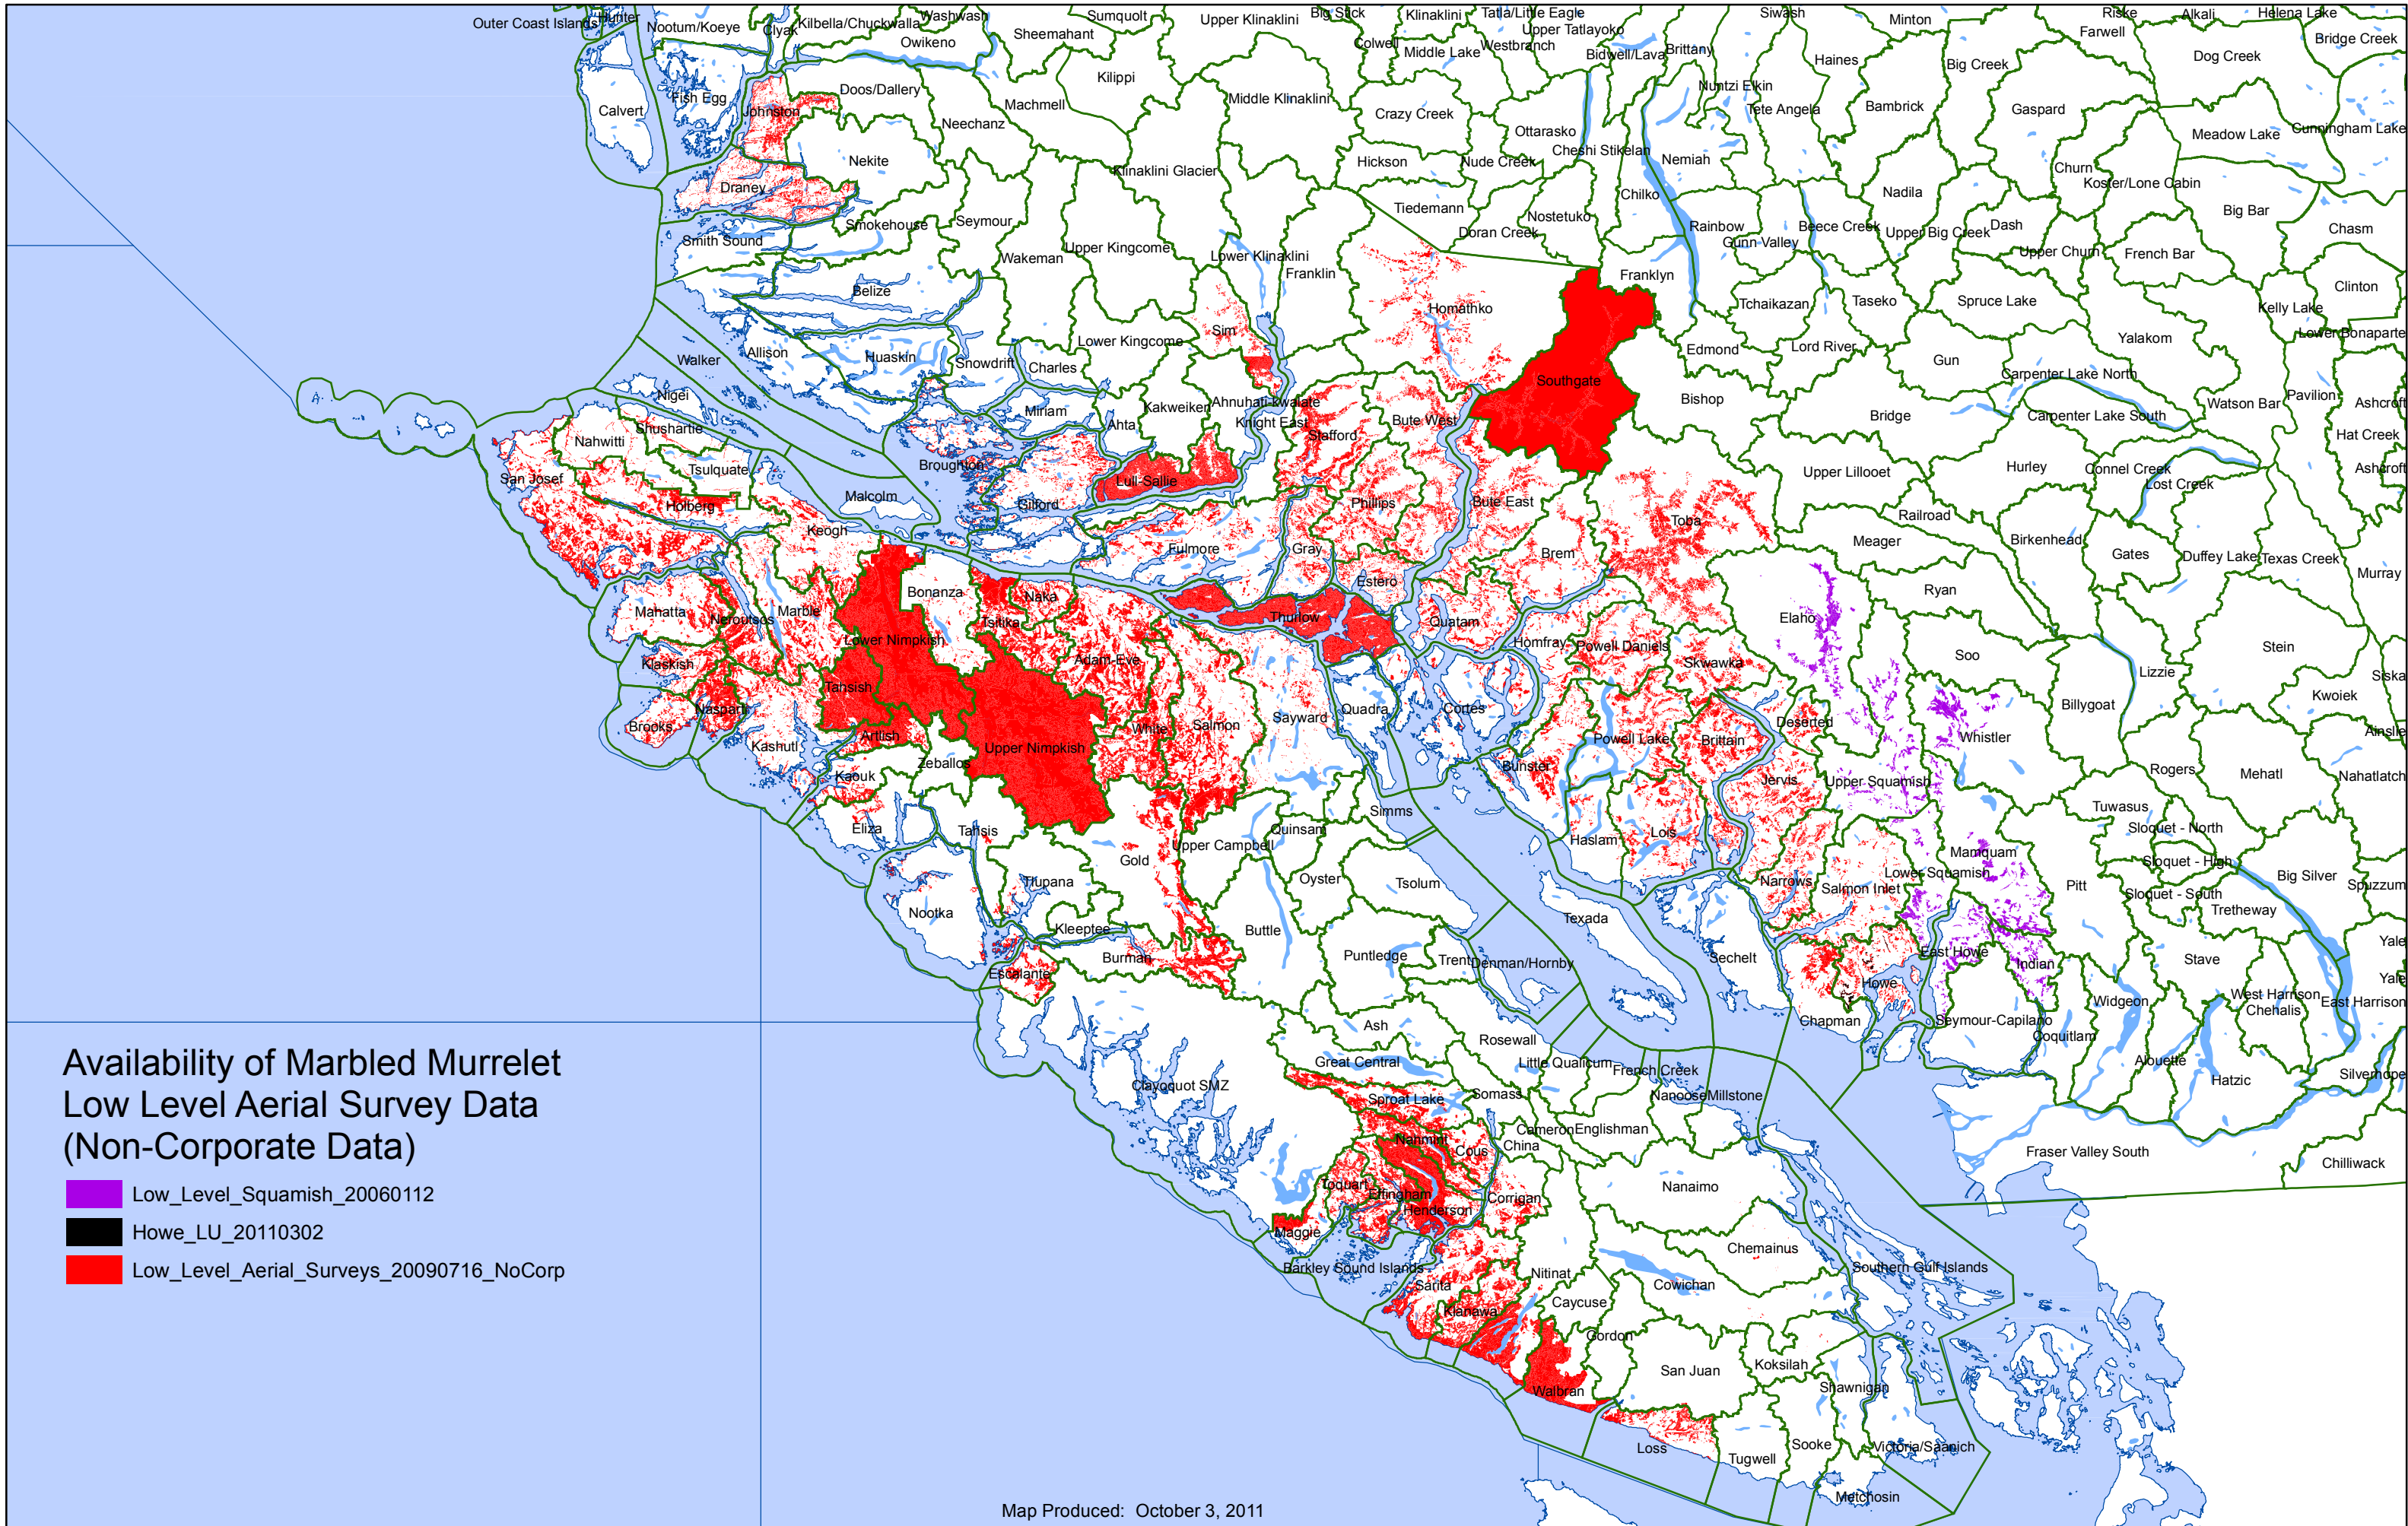 Outer Coast Islands
Hunter
Nootum/Koeye
Clyak
Kilbella/Chuckwalla
Washwash
Owikeno
Sheemahant
Sumquolt
Upper Klinaklini
Big Stick
Colwell
Klinaklini
Middle Lake
Tatla/Little Eagle
Upper Tatlayoko
Westbranch
Bidwell/Lava
Brittany
Siwash
Haines
Minton
Big Creek
Riske
Farwell
Alkali
Helena Lake
Dog Creek
Bridge Creek
Calvert
Fish Egg
Johnston
Doos/Dallery
Kilippi
Machmell
Neechanz
Middle Klinaklini
Crazy Creek
Ottarasko
Nuntzi Elkin
Tete Angela
Bambrick
Gaspard
Meadow Lake
Cunningham Lake
Nekite
Draney
Klinaklini Glacier
Hickson
Nude Creek
Cheshi Stikelan
Nemiah
Chilko
Nadila
Churn
Koster/Lone Cabin
Big Bar
Smokehouse
Seymour
Smith Sound
Wakeman
Upper Kingcome
Lower Klinaklini
Franklin
Tiedemann
Doran Creek
Nostetuko
Rainbow
Gunn Valley
Beece Creek
Upper Big Creek
Dash
Upper Churn
French Bar
Chasm
Belize
Franklyn
Homathko
Tchaikazan
Taseko
Spruce Lake
Kelly Lake
Clinton
Lower Bonaparte
Walker
Allison
Huaskin
Snowdrift
Charles
Lower Kingcome
Sim
Southgate
Edmond
Lord River
Gun
Yalakom
Carpenter Lake North
Carpenter Lake South
Watson Bar
Pavilion
Ashcroft
Hat Creek
Ashcroft
Bishop
Bridge
Nigei
Shushartie
Nahwitti
Tsulquate
San Josef
Holberg
Miriam
Ahta
Kakweiken
Ahnuhati-kwalate
Knight East
Stafford
Bute West
Broughton
Malcolm
Gilford
Lull-Sallie
Phillips
Bute East
Toba
Upper Lillooet
Hurley
Connel Creek
Lost Creek
Railroad
Meager
Birkenhead
Gates
Duffey Lake
Texas Creek
Murray
Keogh
Fulmore
Gray
Estero
Brem
Mahatta
Neroutsos
Marble
Bonanza
Naka
Tsitika
Lower Nimpkish
Thurlow
Quatam
Homfray
Powell Daniels
Skwawka
Elaho
Ryan
Soo
Lizzie
Stein
Siska
Klaskish
Tahsish
Adam-Eve
Nasparti
Brooks
Kashutl
Artlish
Kaouk
Zeballos
Upper Nimpkish
White
Salmon
Sayward
Quadra
Cortes
Bunster
Powell Lake
Brittain
Deserted
Jervis
Upper Squamish
Whistler
Billygoat
Kwoiek
Ainslie
Rogers
Mehatl
Nahatlatch
Eliza
Tahsis
Gold
Upper Campbell
Quinsam
Simms
Haslam
Lois
Tuwasus
Sloquet - North
Sloquet - High
Sloquet - South
Big Silver
Spuzzum
Mamquam
Lower Squamish
Pitt
Tretheway
Nootka
Tlupana
Kleeptee
Burman
Escalante
Buttle
Oyster
Tsolum
Puntledge
Trent
Denman/Hornby
Texada
Sechelt
Narrows
Salmon Inlet
Howe
Chapman
East Howe
Indian
Seymour-Capilano
Coquitlam
Widgeon
Stave
Yale
Yale
West Harrison
Chehalis
East Harrison
Alouette
Hatzic
Silverhope
Ash
Great Central
Rosewall
Little Qualicum
French Creek
Nanoose
Millstone
Clayoquot SMZ
Sproat Lake
Somass
Cameron
Englishman
China
Nahmint
Cous
Toquart
Effingham
Henderson
Corrigan
Maggie
Barkley Sound Islands
Sarita
Klanawa
Nitinat
Nanaimo
Chemainus
Cowichan
Caycuse
Gordon
San Juan
Koksilah
Shawnigan
Walbran
Loss
Tugwell
Sooke
Victoria/Saanich
Metchosin
Southern Gulf Islands
Fraser Valley South
Chilliwack
Availability of Marbled Murrelet
Low Level Aerial Survey Data
(Non-Corporate Data)
Low_Level_Squamish_20060112
Howe_LU_20110302
Low_Level_Aerial_Surveys_20090716_NoCorp
Map Produced: October 3, 2011